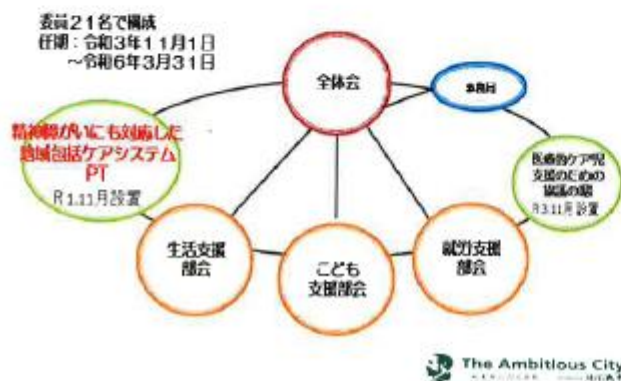 委員21名で構成
任期：令和3年11月1日
～令和6年3月31日
全体会
事務局
精神障がいにも対応した
地域包括ケアシステム
PT
R1.11月設置
医療的ケア児
支援のための
協議の場
R3.11月設置
生活支援
部会
こども
支援部会
就労支援
部会
The Ambitious City